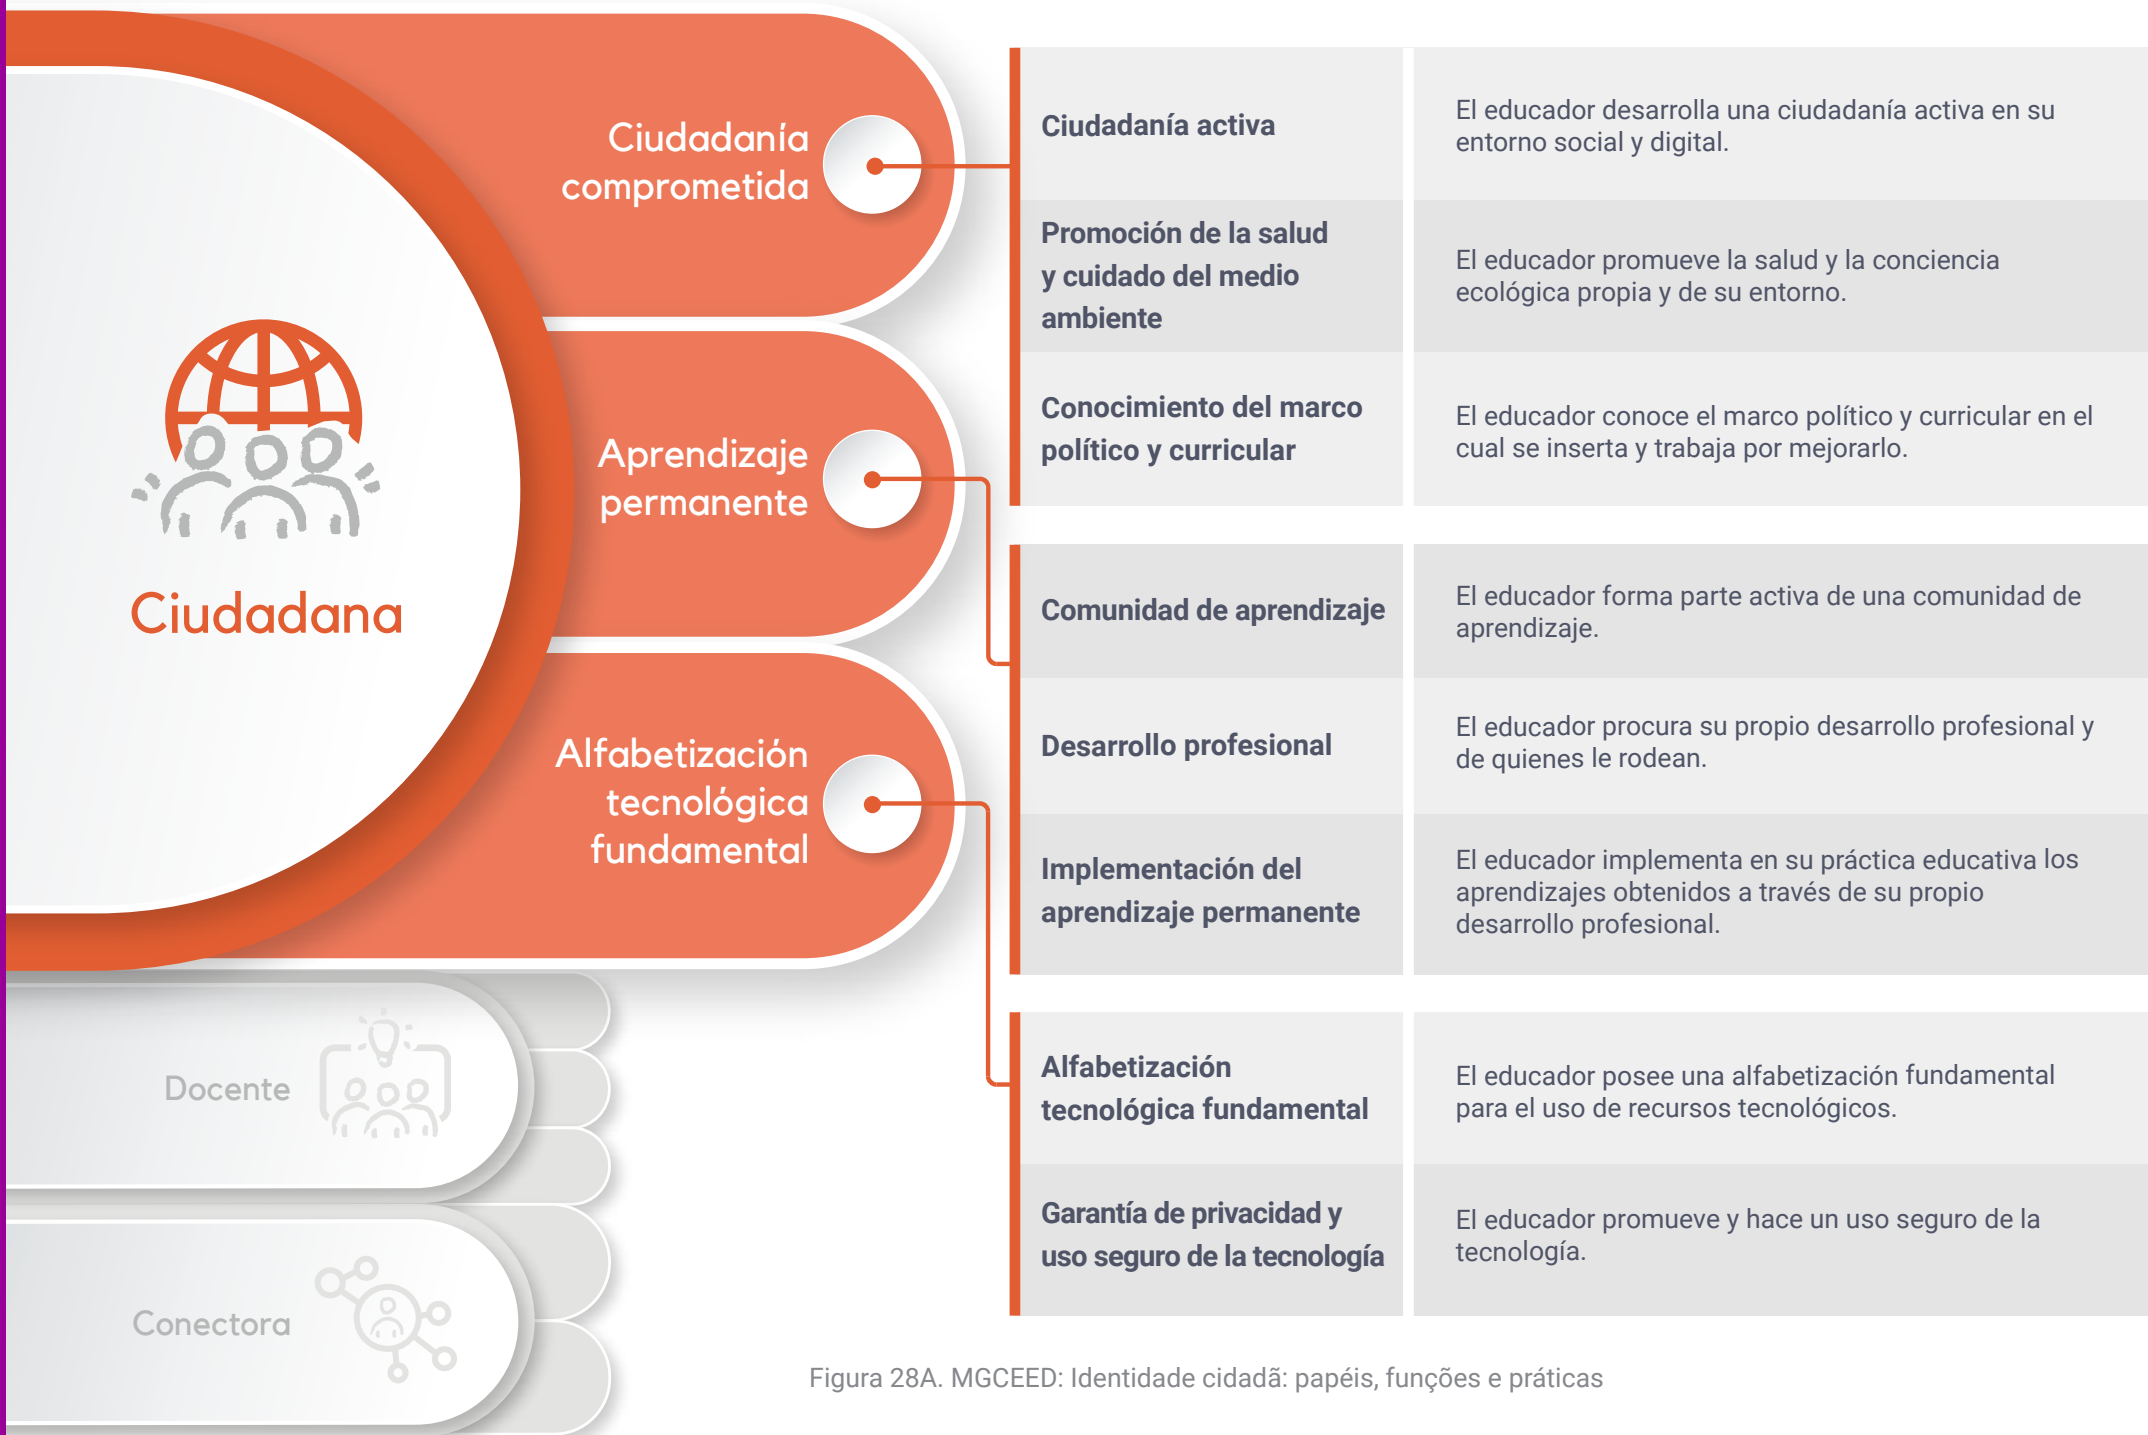 Ciudadana
Ciudadanía
comprometida
Ciudadanía activa
El educador desarrolla una ciudadanía activa en su
entorno social y digital.
Promoción de la salud
y cuidado del medio
ambiente
El educador promueve la salud y la conciencia
ecológica propia y de su entorno.
Conocimiento del marco
político y curricular
El educador conoce el marco político y curricular en el
cual se inserta y trabaja por mejorarlo.
Aprendizaje
permanente
Comunidad de aprendizaje
El educador forma parte activa de una comunidad de
aprendizaje.
Desarrollo profesional
El educador procura su propio desarrollo profesional y
de quienes le rodean.
Implementación del
aprendizaje permanente
El educador implementa en su práctica educativa los
aprendizajes obtenidos a través de su propio
desarrollo profesional.
Alfabetización
tecnológica
fundamental
Alfabetización
tecnológica fundamental
El educador posee una alfabetización fundamental
para el uso de recursos tecnológicos.
Garantía de privacidad y
uso seguro de la tecnología
El educador promueve y hace un uso seguro de la
tecnología.
Docente
Conectora
Figura 28A. MGCEED: Identidade cidadã: papéis, funções e práticas